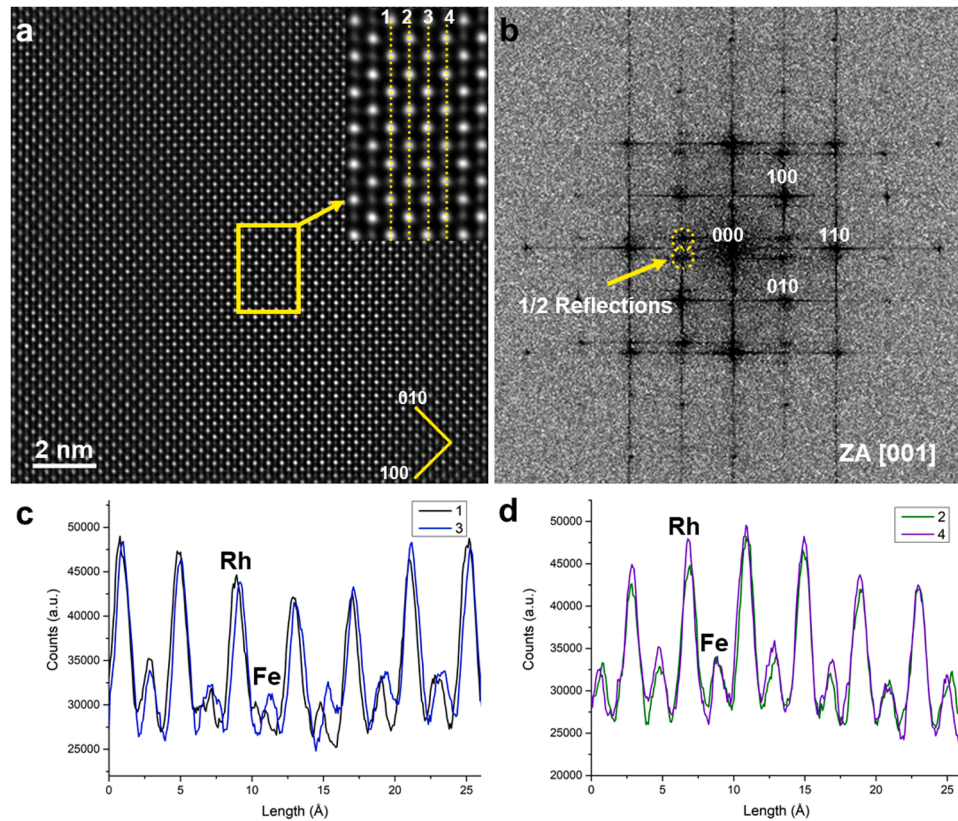 a
1 2 3 4
010
100
2 nm
b
100
000
110
010
1/2 Reflections
ZA [001]
c
1
3
Rh
Fe
50000
45000
40000
35000
30000
25000
Counts (a.u.)
0 5 10 15 20 25
Length (Å)
d
2
4
Rh
Fe
50000
45000
40000
35000
30000
25000
20000
Counts (a.u.)
0 5 10 15 20 25
Length (Å)